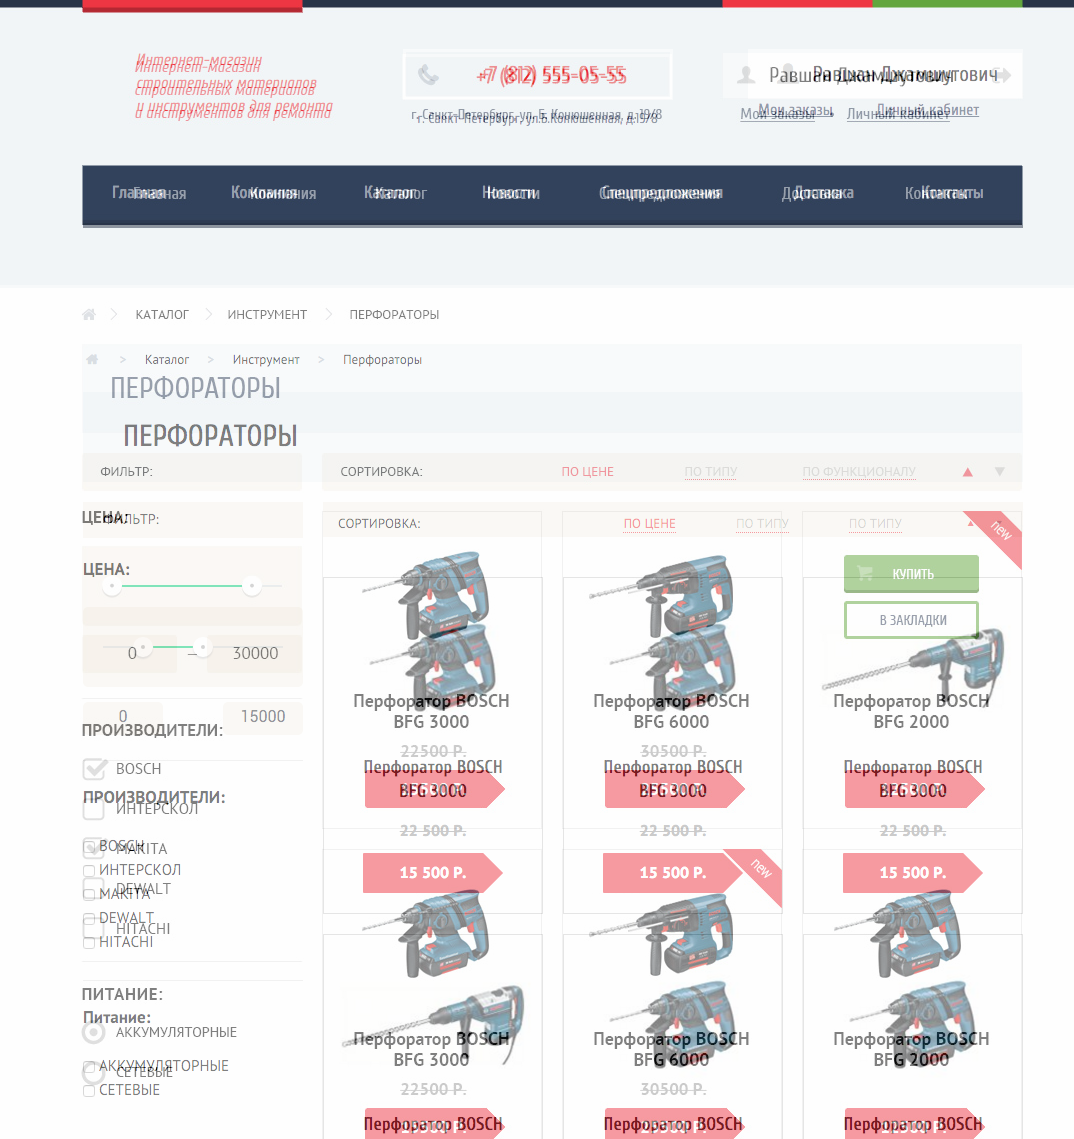 Интернет-магазин
строительных материалов
и инструментов для ремонта
+7 (812) 555-05-55
Равшан Джамшутович
Мои заказы
Личный кабинет
Главная
Компания
Каталог
Новости
Спецпредложения
Доставка
Контакты
КАТАЛОГ
ИНСТРУМЕНТ
ПЕРФОРАТОРЫ
> Каталог > Инструмент > Перфораторы
ПЕРФОРАТОРЫ
ПЕРФОРАТОРЫ
ФИЛЬТР:
СОРТИРОВКА:
ПО ЦЕНЕ
ПО ТИПУ
ПО ФУНКЦИОНАЛУ
ЦЕНА:
ФИЛЬТР:
СОРТИРОВКА:
ПО ЦЕНЕ
ПО ТИПУ
ПО ТИПУ
new
ЦЕНА:
КУПИТЬ
В ЗАКЛАДКИ
0 – 30000
0
15000
ПРОИЗВОДИТЕЛИ:
BOSCH
ПРОИЗВОДИТЕЛИ:
ИНТЕРСКОЛ
BOSCH
MAKITA
ИНТЕРСКОЛ
DEWALT
MAKITA
DEWALT
HITACHI
HITACHI
ПИТАНИЕ:
Питание:
АККУМУЛЯТОРНЫЕ
АККУМУЛЯТОРНЫЕ
СЕТЕВЫЕ
СЕТЕВЫЕ
Перфоратор BOSCH
BFG 3000
22500 Р.
Перфоратор BOSCH
BFG 3000
22 500 Р.
15 500 Р.
Перфоратор BOSCH
BFG 6000
30500 Р.
Перфоратор BOSCH
BFG 3000
22 500 Р.
15 500 Р.
new
Перфоратор BOSCH
BFG 2000
Перфоратор BOSCH
BFG 3000
22 500 Р.
15 500 Р.
Перфоратор BOSCH
BFG 3000
22500 Р.
Перфоратор BOSCH
Перфоратор BOSCH
BFG 6000
30500 Р.
Перфоратор BOSCH
Перфоратор BOSCH
BFG 2000
Перфоратор BOSCH